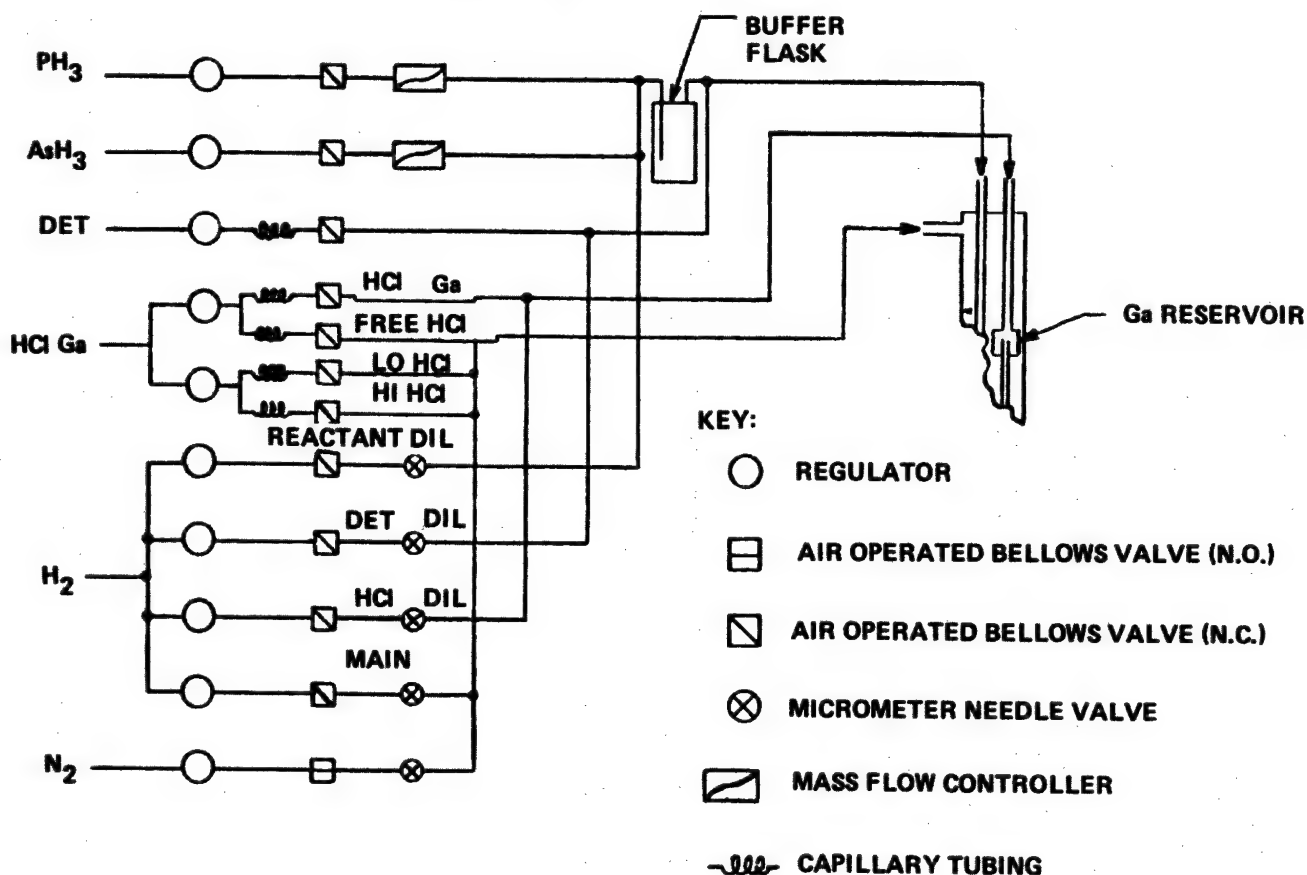 BUFFER
FLASK
PH3
AsH3
DET
HCl Ga
HCl Ga
FREE HCl
LO HCl
HI HCl
REACTANT DIL
DET DIL
H2
HCl DIL
MAIN
N2
Ga RESERVOIR
KEY:
REGULATOR
AIR OPERATED BELLOWS VALVE (N.O.)
AIR OPERATED BELLOWS VALVE (N.C.)
MICROMETER NEEDLE VALVE
MASS FLOW CONTROLLER
CAPILLARY TUBING